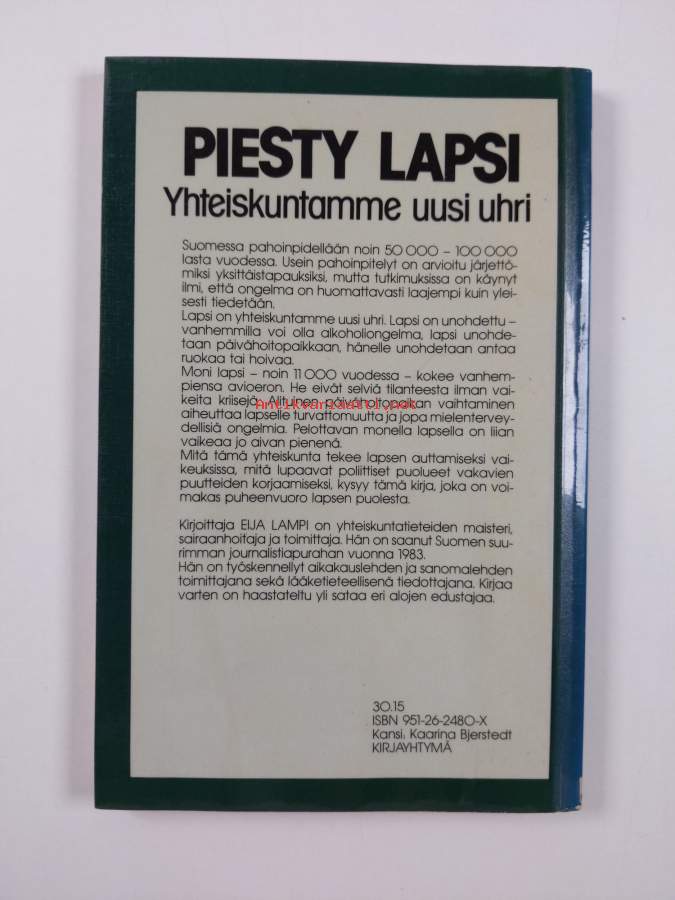 PIESTY LAPSI
Yhteiskuntamme uusi uhri
Suomessa pahoinpidellään noin 50 000 – 100 000
lasta vuodessa. Usein pahoinpitelyt on arvioitu järjettö-
miksi yksittäistapauksiksi, mutta tutkimuksissa on käynyt
ilmi, että ongelma on huomattavasti laajempi kuin ylei-
sesti tiedetään.
Lapsi on yhteiskuntamme uusi uhri. Lapsi on unohdettu –
vanhemmilla voi olla alkoholiongelma, lapsi unohde-
taan päivähoitopaikkaan, hänelle unohdetaan antaa
ruokaa tai hoivaa.
Moni lapsi – noin 11 000 vuodessa – kokee vanhem-
piensa avioeron. He eivät selviä tilanteesta ilman vai-
keita kriisejä. Alituinen päivähoitopaikan vaihtaminen
Antikvariaatti.net
aiheuttaa lapselle turvattomuutta ja jopa mielentervey-
dellisiä ongelmia. Pelottavan monella lapsella on liian
vaikeaa jo aivan pienenä.
Mitä tämä yhteiskunta tekee lapsen auttamiseksi vai-
keuksissa, mitä lupaavat poliittiset puolueet vakavien
puutteiden korjaamiseksi, kysyy tämä kirja, joka on voi-
makas puheenvuoro lapsen puolesta.
Kirjoittaja EIJA LAMPI on yhteiskuntatieteiden maisteri,
sairaanhoitaja ja toimittaja. Hän on saanut Suomen suu-
rimman journalistiapurahan vuonna 1983.
Hän on työskennellyt aikakauslehden ja sanomalehden
toimittajana sekä lääketieteellisenä tiedottajana. Kirjaa
varten on haastateltu yli sataa eri alojen edustajaa.
30.15
ISBN 951-26-2480-X
Kansi: Kaarina Bjerstedt
KIRJAYHTYMÄ